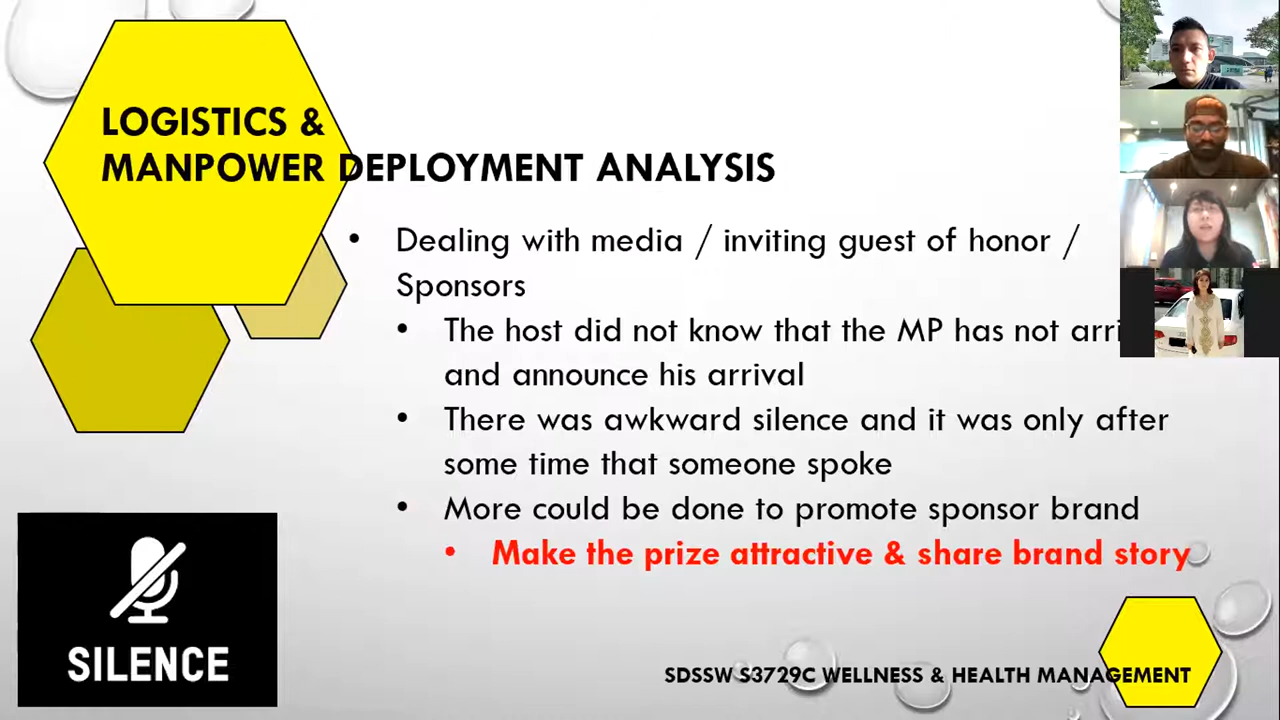 LOGISTICS &
MANPOWER DEPLOYMENT ANALYSIS
• Dealing with media / inviting guest of honor /
Sponsors
• The host did not know that the MP has not arri
and announce his arrival
• There was awkward silence and it was only after
some time that someone spoke
• More could be done to promote sponsor brand
• Make the prize attractive & share brand story
SILENCE
SDSSW S3729C WELLNESS & HEALTH MANAGEMENT